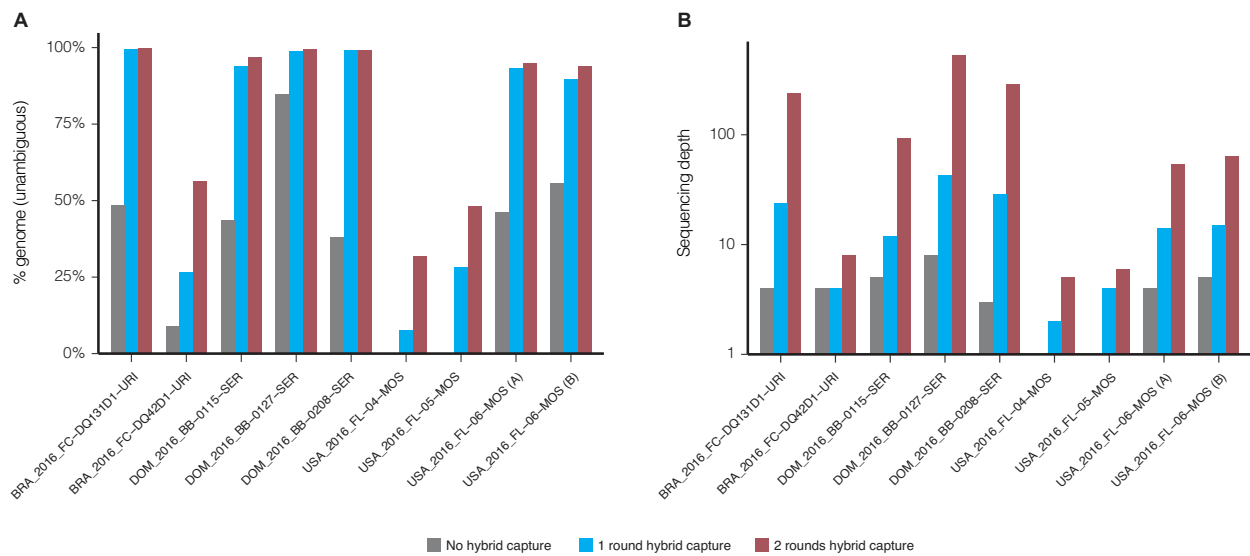 A
% genome (unambiguous)
100%
75%
50%
25%
0%
BRA_2016_FC–DQ131D1–URI
BRA_2016_FC–DQ42D1–URI
DOM_2016_BB–0115–SER
DOM_2016_BB–0127–SER
DOM_2016_BB–0208–SER
USA_2016_FL–04–MOS
USA_2016_FL–05–MOS
USA_2016_FL–06–MOS (A)
USA_2016_FL–06–MOS (B)
B
Sequencing depth
100
10
1
BRA_2016_FC–DQ131D1–URI
BRA_2016_FC–DQ42D1–URI
DOM_2016_BB–0115–SER
DOM_2016_BB–0127–SER
DOM_2016_BB–0208–SER
USA_2016_FL–04–MOS
USA_2016_FL–05–MOS
USA_2016_FL–06–MOS (A)
USA_2016_FL–06–MOS (B)
No hybrid capture
1 round hybrid capture
2 rounds hybrid capture